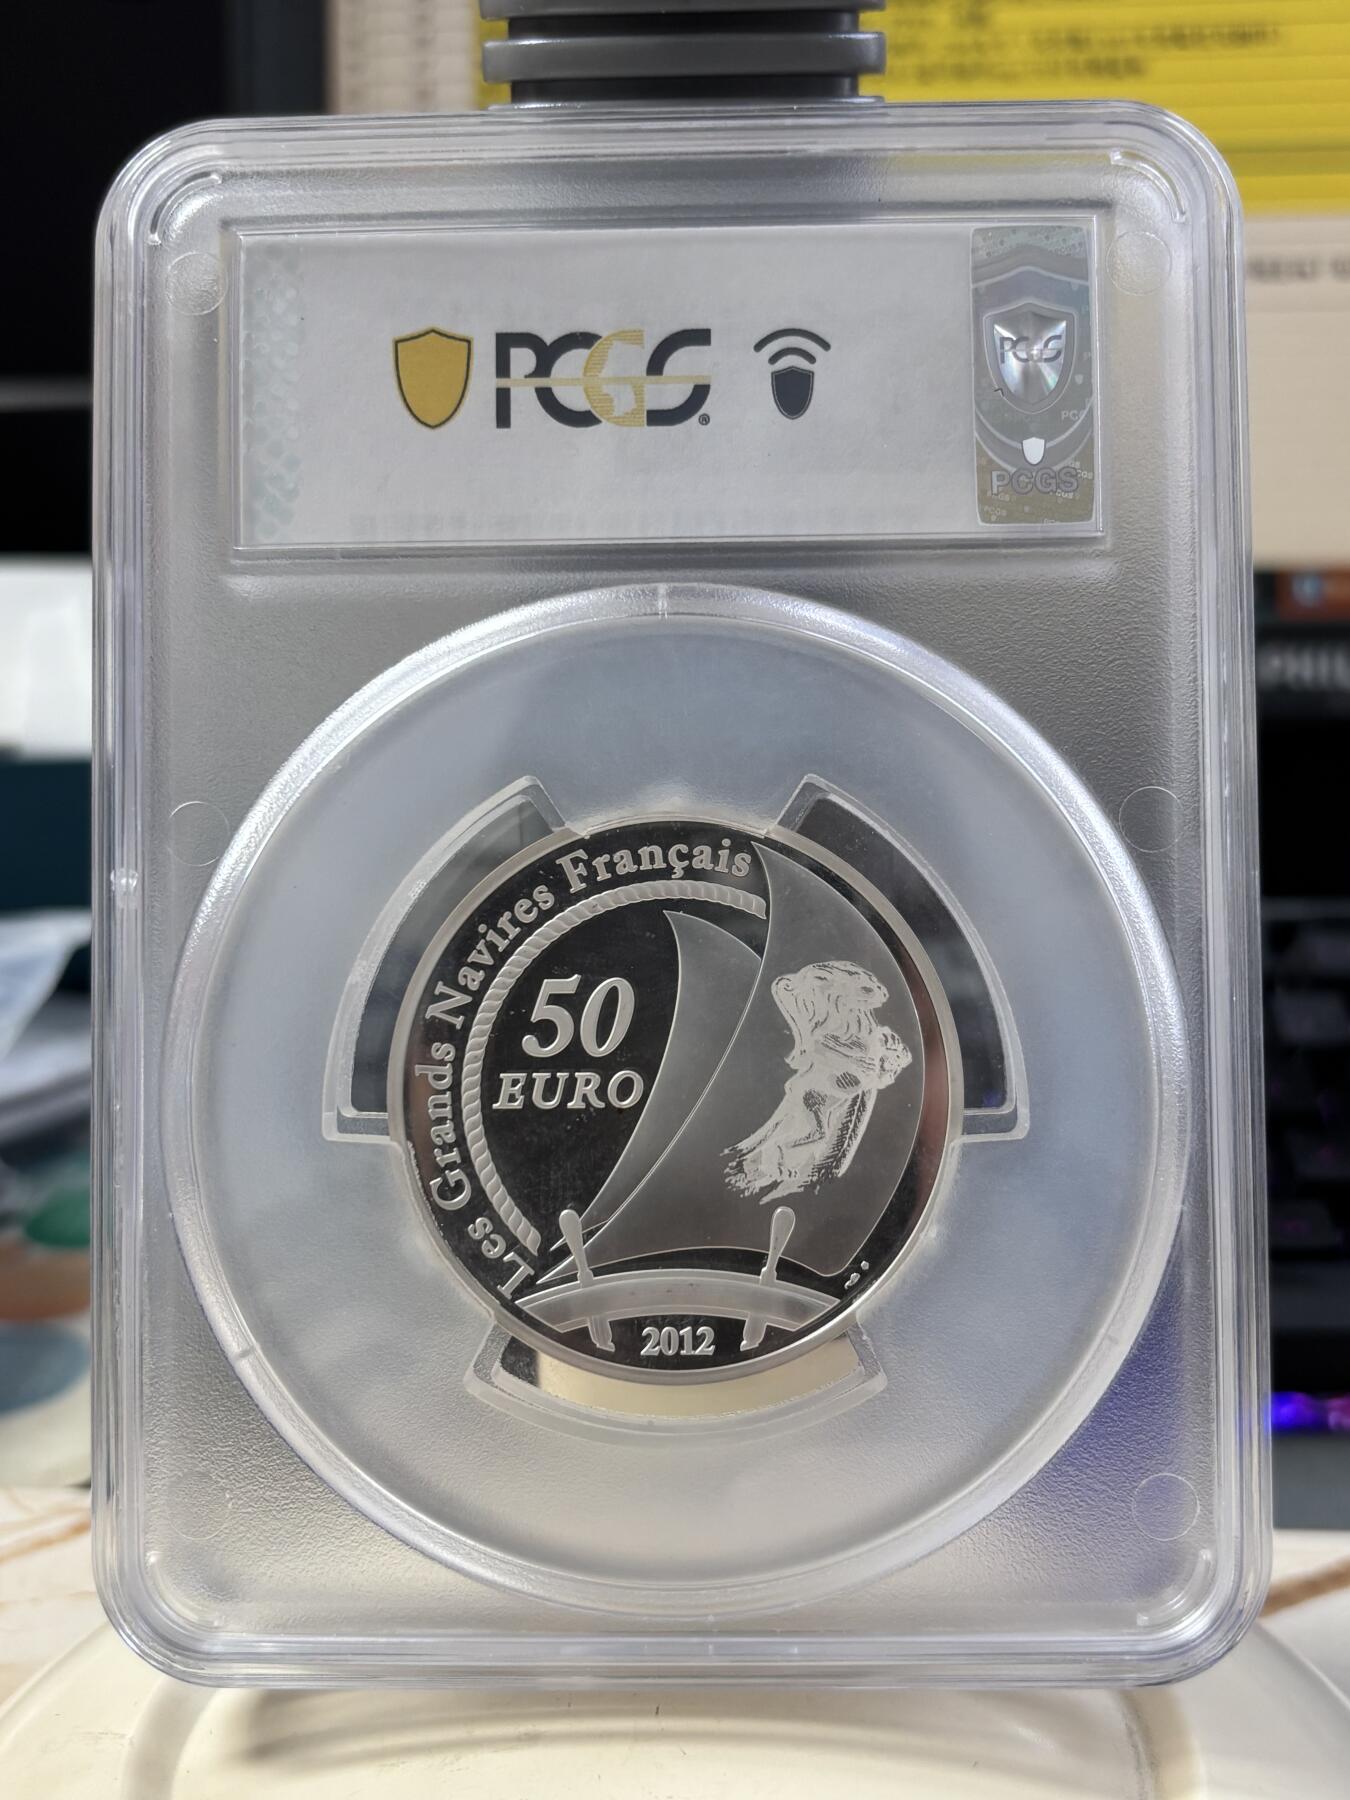 PCGS®
PCGS
PCGS
Les Grands Navires Français
50
EURO
2012